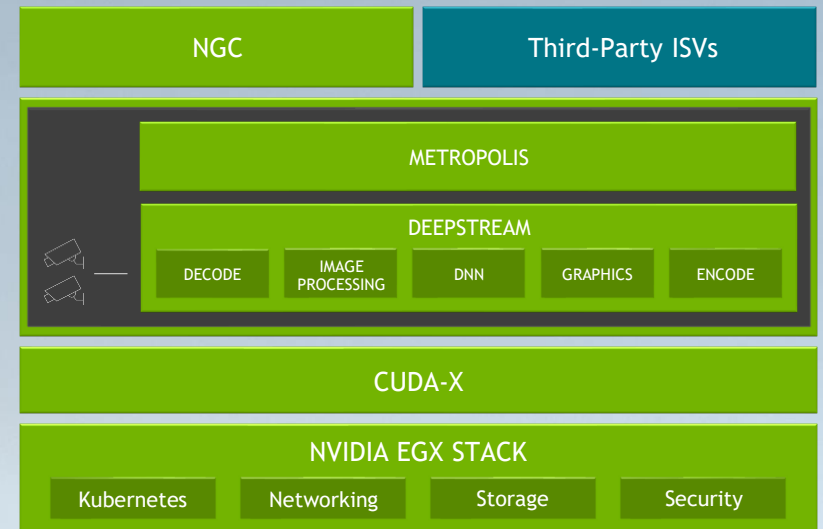 NGC
Third-Party ISVs
METROPOLIS
DEEPSTREAM
DECODE
IMAGE
PROCESSING
DNN
GRAPHICS
ENCODE
CUDA-X
NVIDIA EGX STACK
Kubernetes
Networking
Storage
Security